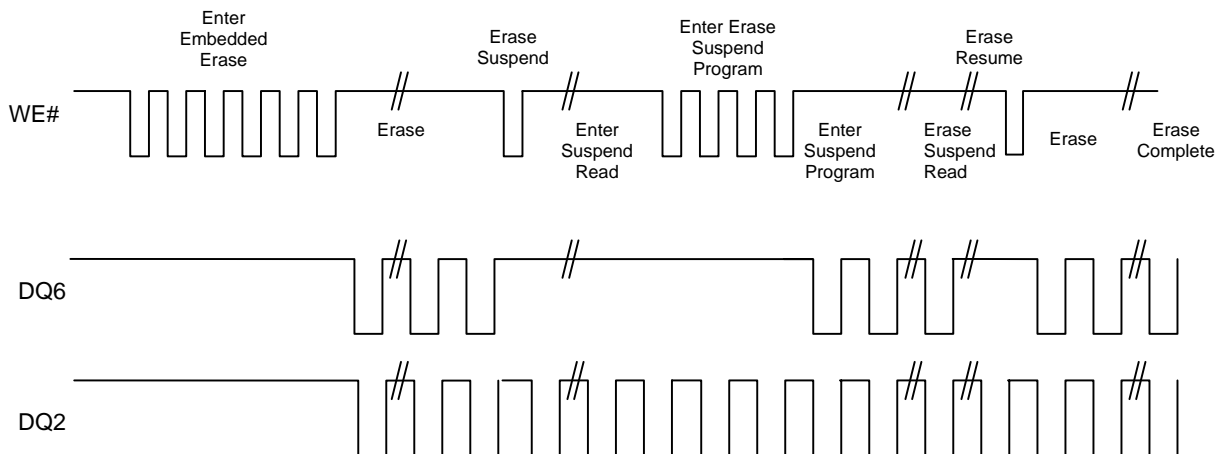 Enter
Embedded
Erase
Erase
Suspend
Enter Erase
Suspend
Program
Erase
Resume
WE#
Erase
Enter
Suspend
Read
Enter
Suspend
Program
Erase
Suspend
Read
Erase
Erase
Complete
DQ6
DQ2